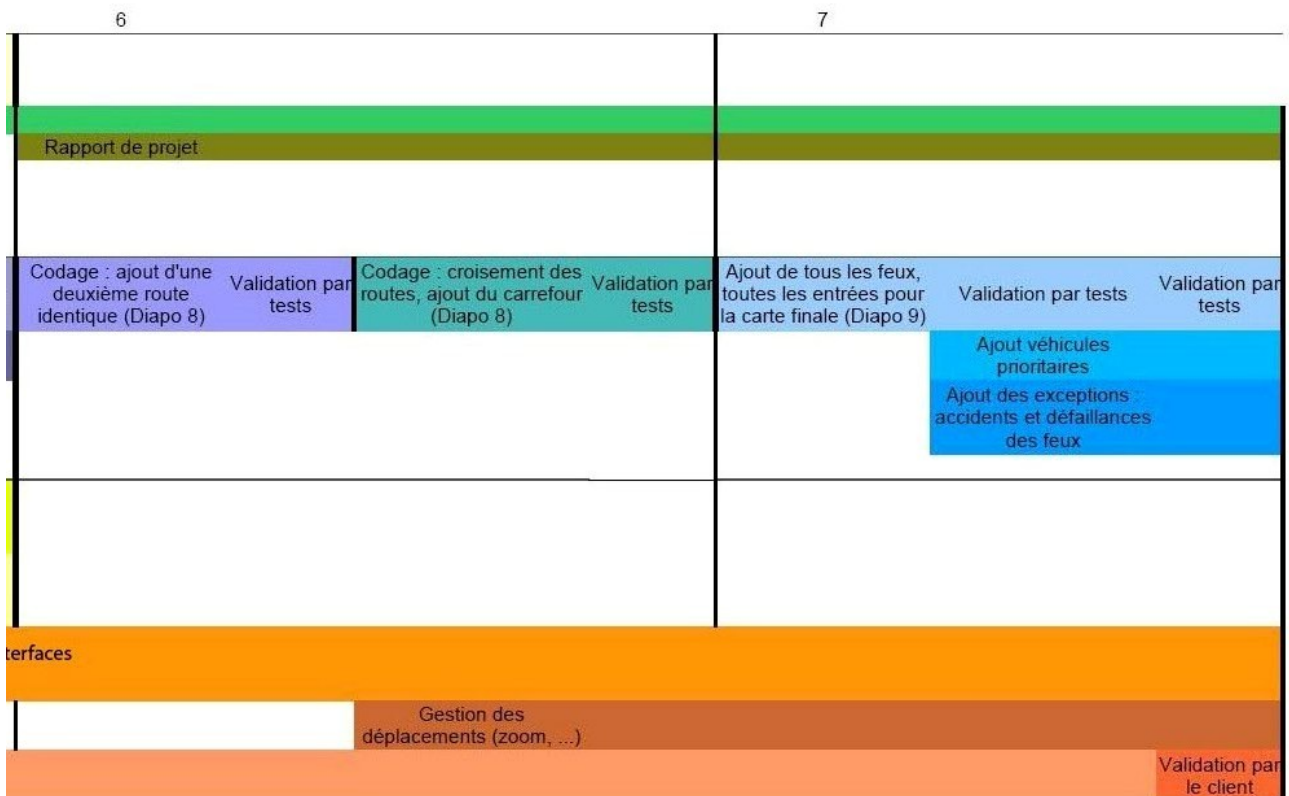 6
7
Rapport de projet
Codage : ajout d'une
deuxième route
identique (Diapo 8)
Validation par
tests
Codage : croisement des
routes, ajout du carrefour
(Diapo 8)
Validation par
tests
Ajout de tous les feux,
toutes les entrées pour
la carte finale (Diapo 9)
Validation par tests
Validation par
tests
Ajout véhicules
prioritaires
Ajout des exceptions :
accidents et défaillances
des feux
terfaces
Gestion des
déplacements (zoom, ...)
Validation par
le client